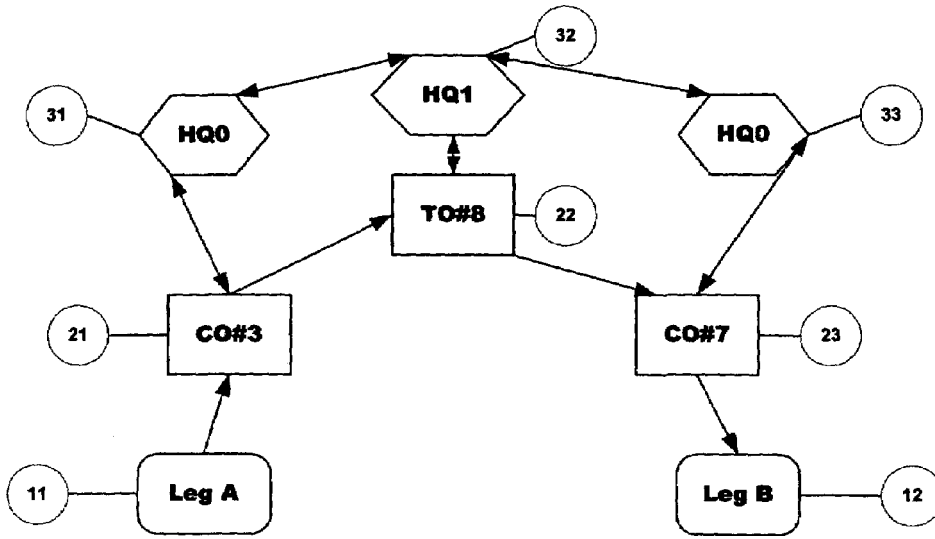 32
HQ1
31
HQ0
HQ0
33
TO#8
22
21
CO#3
CO#7
23
11
Leg A
Leg B
12